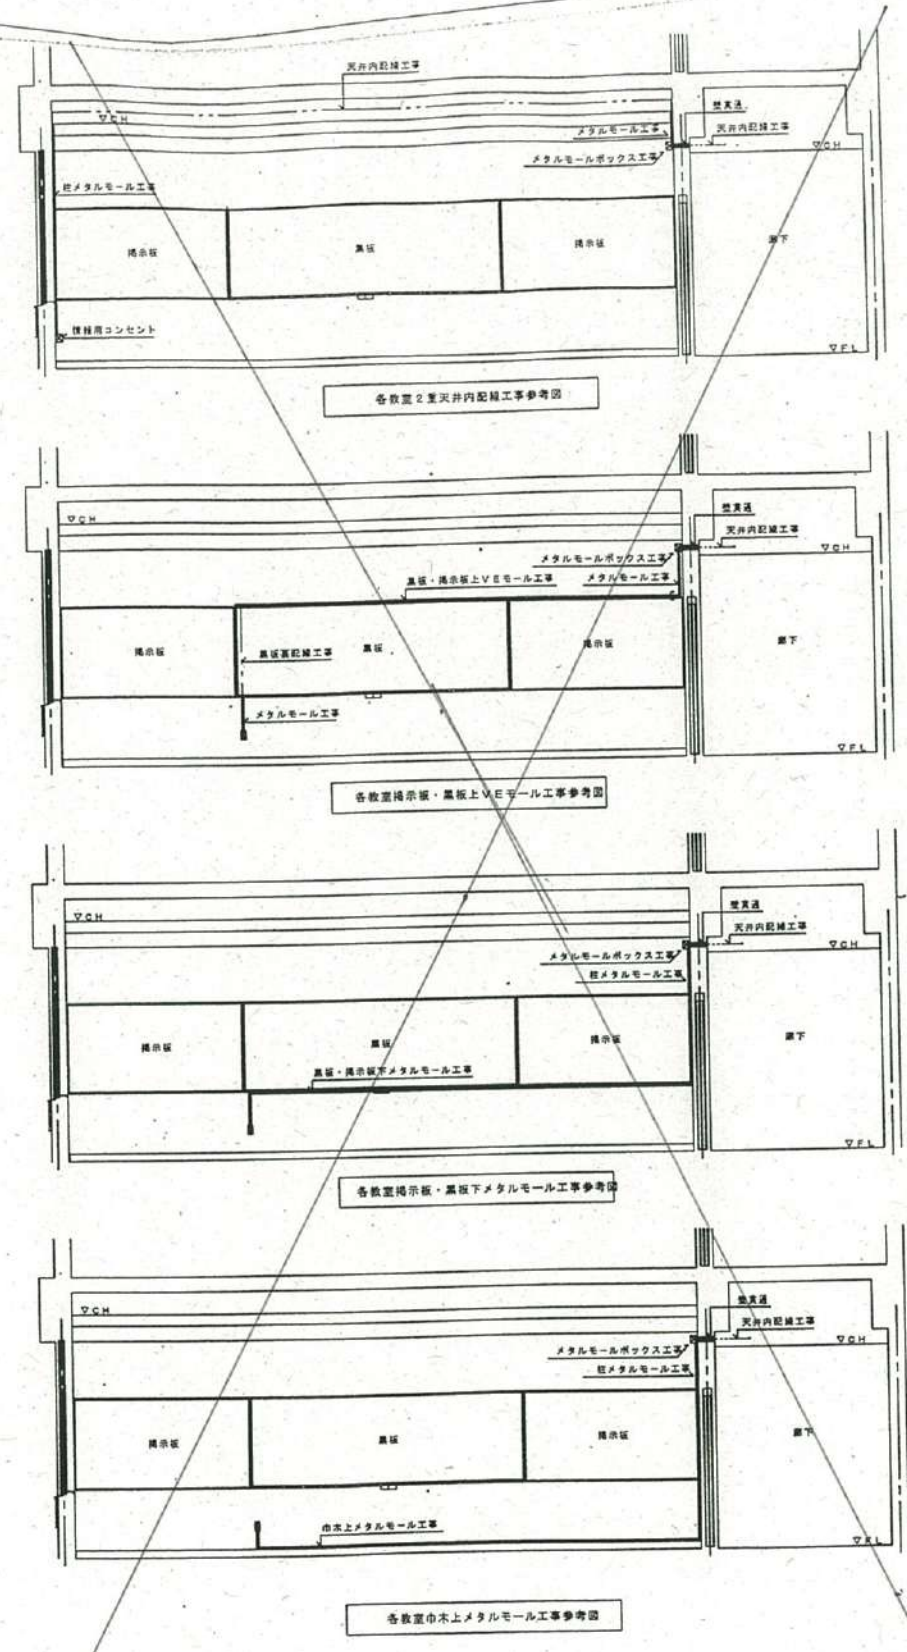 天井内配線工事
▽CH
壁貫通
メタルモール工事
天井内配線工事
メタルモールボックス工事
▽CH
柱メタルモール工事
掲示板
黒板
掲示板
廊下
情報用コンセント
▽FL
各教室2重天井内配線工事参考図
▽CH
壁貫通
天井内配線工事
メタルモールボックス工事
▽CH
黒板・掲示板上VEモール工事
メタルモール工事
掲示板
黒板裏配線工事
黒板
掲示板
廊下
メタルモール工事
▽FL
各教室掲示板・黒板上VEモール工事参考図
▽CH
壁貫通
天井内配線工事
メタルモールボックス工事
▽CH
柱メタルモール工事
掲示板
黒板
掲示板
廊下
黒板・掲示板下メタルモール工事
▽FL
各教室掲示板・黒板下メタルモール工事参考図
▽CH
壁貫通
天井内配線工事
メタルモールボックス工事
▽CH
柱メタルモール工事
掲示板
黒板
掲示板
廊下
巾木上メタルモール工事
▽FL
各教室巾木上メタルモール工事参考図